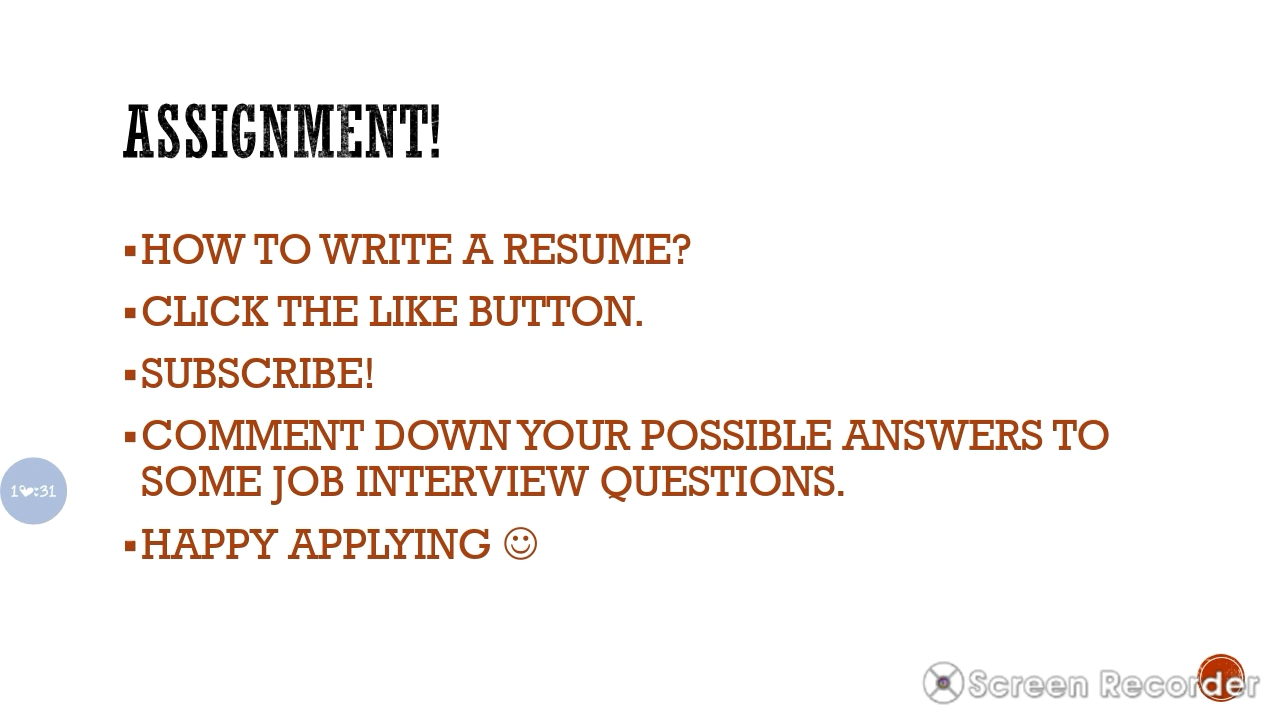 ASSIGNMENT!
▪HOW TO WRITE A RESUME?
▪CLICK THE LIKE BUTTON.
▪SUBSCRIBE!
▪COMMENT DOWN YOUR POSSIBLE ANSWERS TO
SOME JOB INTERVIEW QUESTIONS.
▪HAPPY APPLYING ☺
Screen Recorder